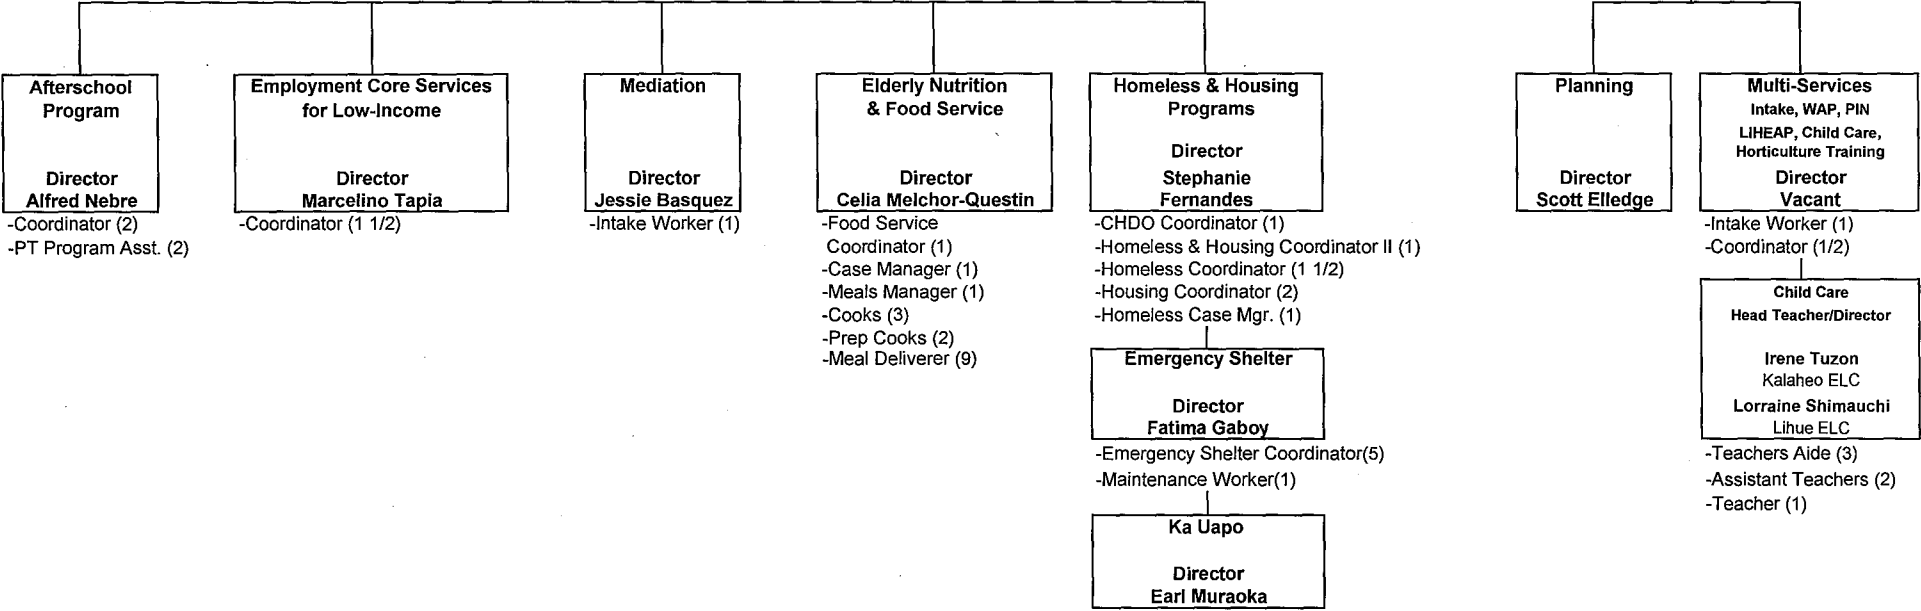 Afterschool
Program
Director
Alfred Nebre
-Coordinator (2)
-PT Program Asst. (2)
Employment Core Services
for Low-Income
Director
Marcelino Tapia
-Coordinator (1 1/2)
Mediation
Director
Jessie Basquez
-Intake Worker (1)
Elderly Nutrition
& Food Service
Director
Celia Melchor-Questin
-Food Service
Coordinator (1)
-Case Manager (1)
-Meals Manager (1)
-Cooks (3)
-Prep Cooks (2)
-Meal Deliverer (9)
Homeless & Housing
Programs
Director
Stephanie
Fernandes
-CHDO Coordinator (1)
-Homeless & Housing Coordinator II (1)
-Homeless Coordinator (1 1/2)
-Housing Coordinator (2)
-Homeless Case Mgr. (1)
Emergency Shelter
Director
Fatima Gaboy
-Emergency Shelter Coordinator(5)
-Maintenance Worker(1)
Ka Uapo
Director
Earl Muraoka
Planning
Director
Scott Elledge
Multi-Services
Intake, WAP, PIN
LIHEAP, Child Care,
Horticulture Training
Director
Vacant
-Intake Worker (1)
-Coordinator (1/2)
Child Care
Head Teacher/Director
Irene Tuzon
Kalaheo ELC
Lorraine Shimauchi
Lihue ELC
-Teachers Aide (3)
-Assistant Teachers (2)
-Teacher (1)